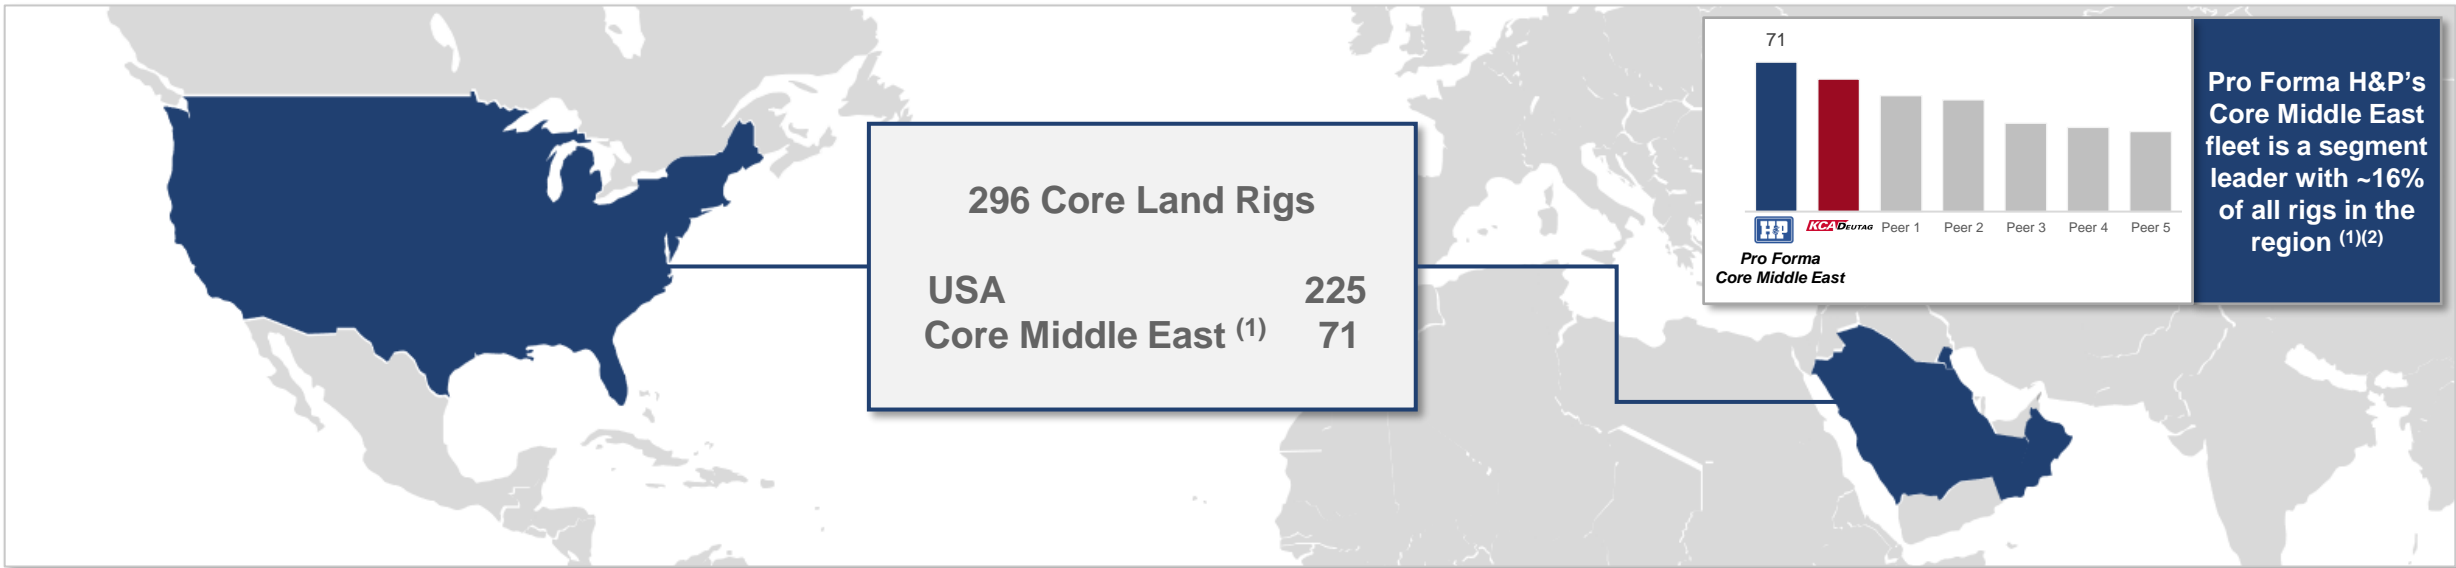 296 Core Land Rigs
USA 225
Core Middle East (1) 71
71
H&P
KCA DEUTAG
Peer 1
Peer 2
Peer 3
Peer 4
Peer 5
Pro Forma
Core Middle East
Pro Forma H&P’s
Core Middle East
fleet is a segment
leader with ~16%
of all rigs in the
region (1)(2)